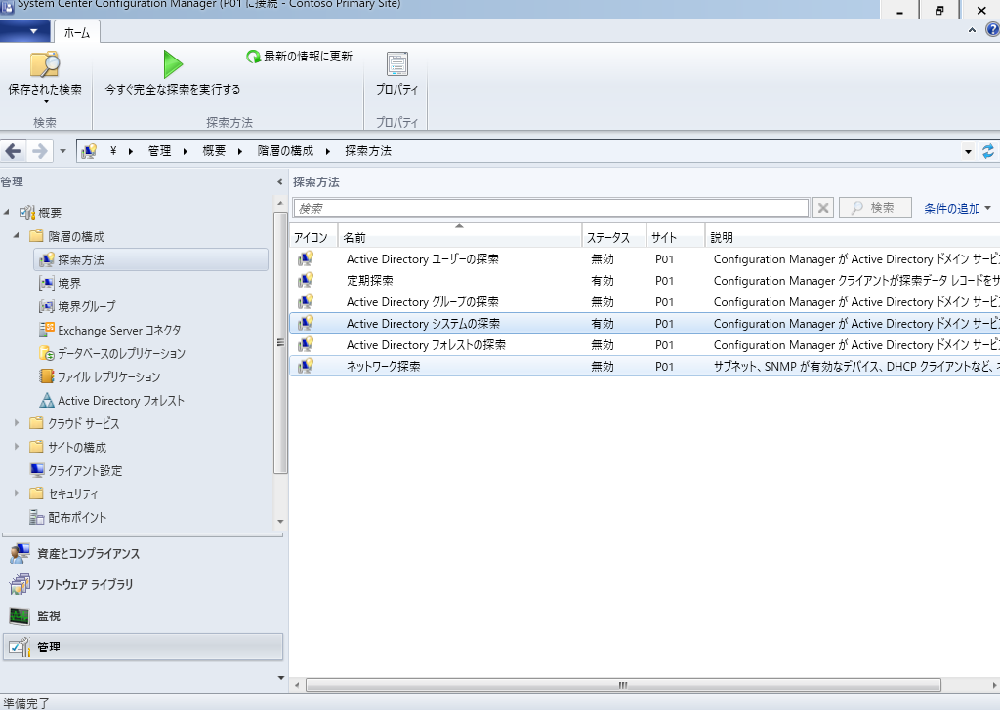 System Center Configuration Manager (P01 に接続 - Contoso Primary Site)
ホーム
保存された検索
今すぐ完全な探索を実行する
最新の情報に更新
プロパティ
検索
探索方法
プロパティ
¥ 管理 概要 階層の構成 探索方法
管理
概要
階層の構成
探索方法
境界
境界グループ
Exchange Server コネクタ
データベースのレプリケーション
ファイル レプリケーション
Active Directory フォレスト
クラウド サービス
サイトの構成
クライアント設定
セキュリティ
配布ポイント
資産とコンプライアンス
ソフトウェア ライブラリ
監視
管理
探索方法
検索 検索 条件の追加
アイコン 名前 ステータス サイト 説明
Active Directory ユーザーの探索 無効 P01 Configuration Manager が Active Directory ドメイン サービ
定期探索 有効 P01 Configuration Manager クライアントが探索データ レコードをサ
Active Directory グループの探索 無効 P01 Configuration Manager が Active Directory ドメイン サービ
Active Directory システムの探索 有効 P01 Configuration Manager が Active Directory ドメイン サービ
Active Directory フォレストの探索 無効 P01 Configuration Manager が Active Directory ドメイン サービ
ネットワーク探索 無効 P01 サブネット、SNMP が有効なデバイス、DHCP クライアントなど、
準備完了